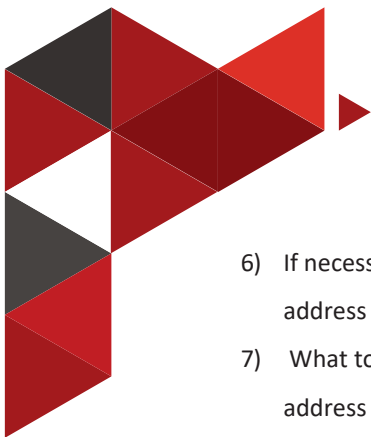 6) If necess
address
7) What to
address